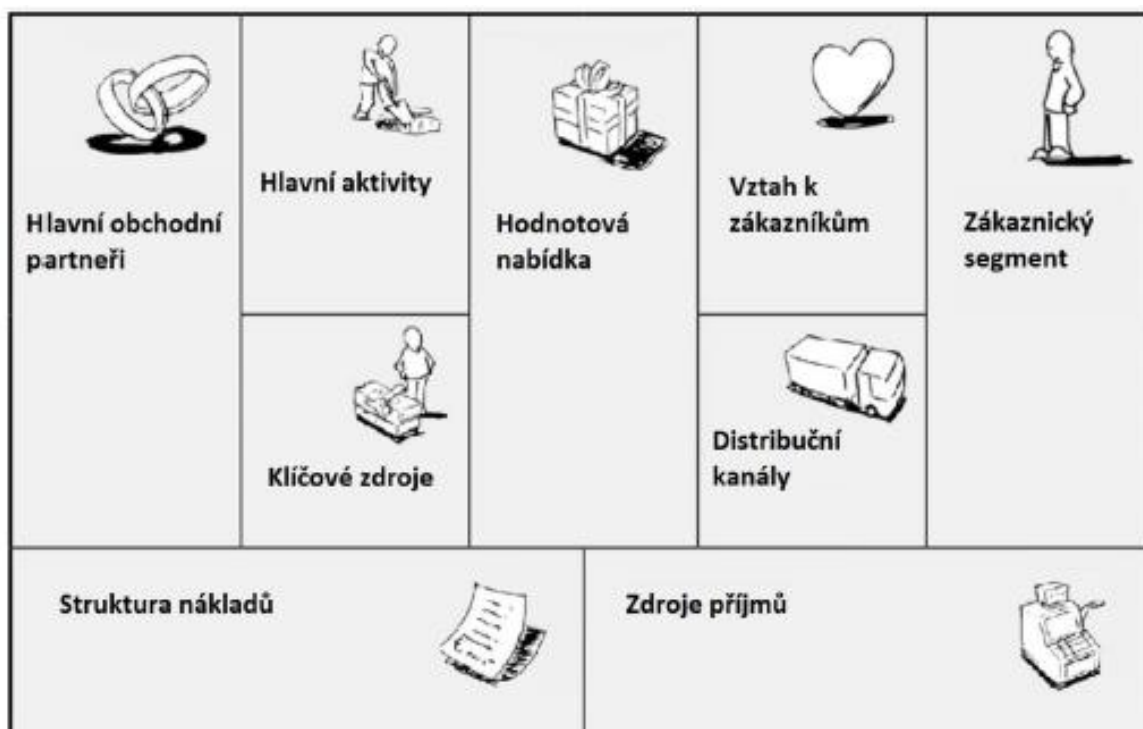 Hlavní obchodní
partneři
Hlavní aktivity
Klíčové zdroje
Hodnotová
nabídka
Vztah k
zákazníkům
Distribuční
kanály
Zákaznický
segment
Struktura nákladů
Zdroje příjmů